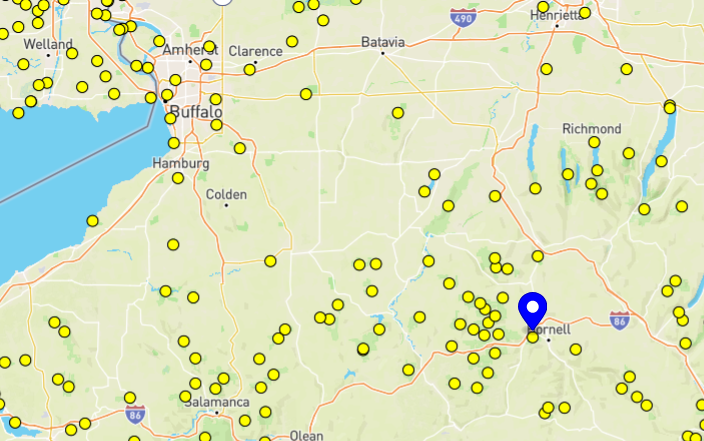 490
Henrietta
Welland
Amherst
Clarence
Batavia
Buffalo
Richmond
Hamburg
Colden
86
Hornell
86
Salamanca
Olean